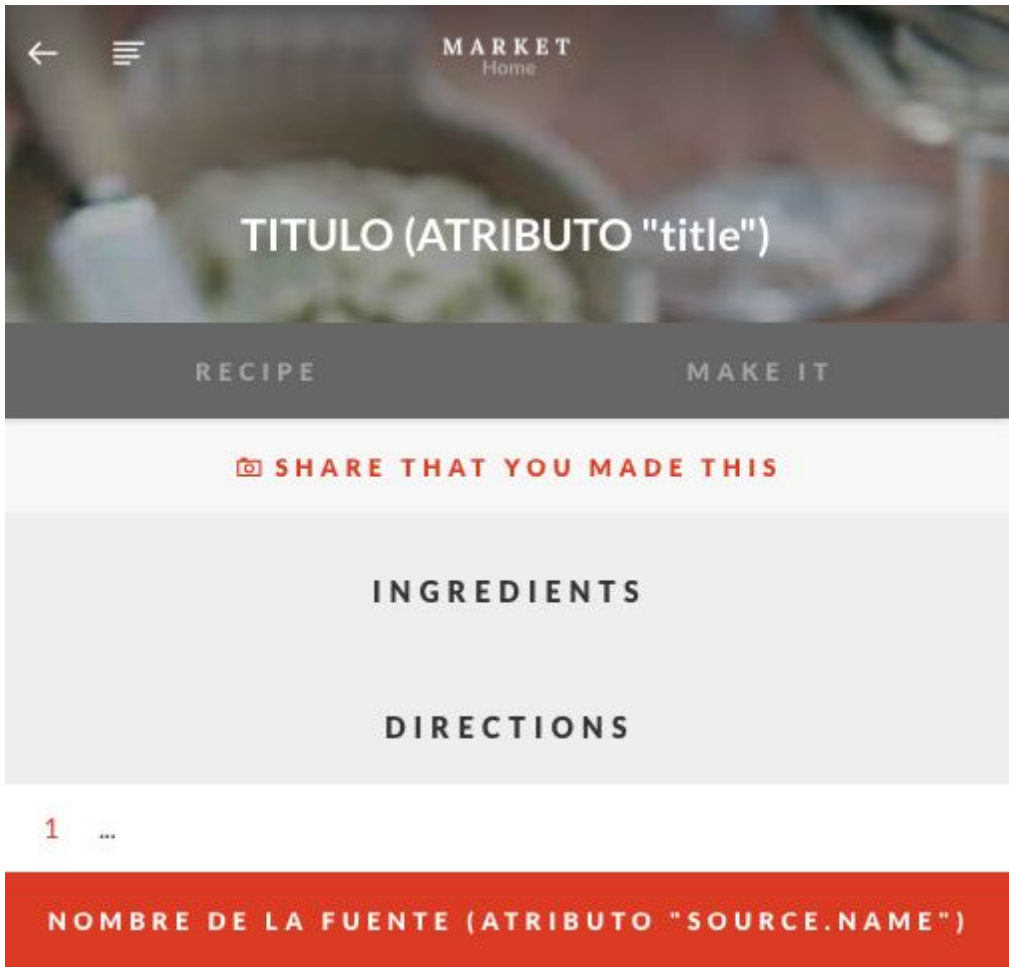 MARKET
Home
TITULO (ATRIBUTO "title")
RECIPE MAKE IT
SHARE THAT YOU MADE THIS
INGREDIENTS
DIRECTIONS
1 ...
NOMBRE DE LA FUENTE (ATRIBUTO "SOURCE.NAME")